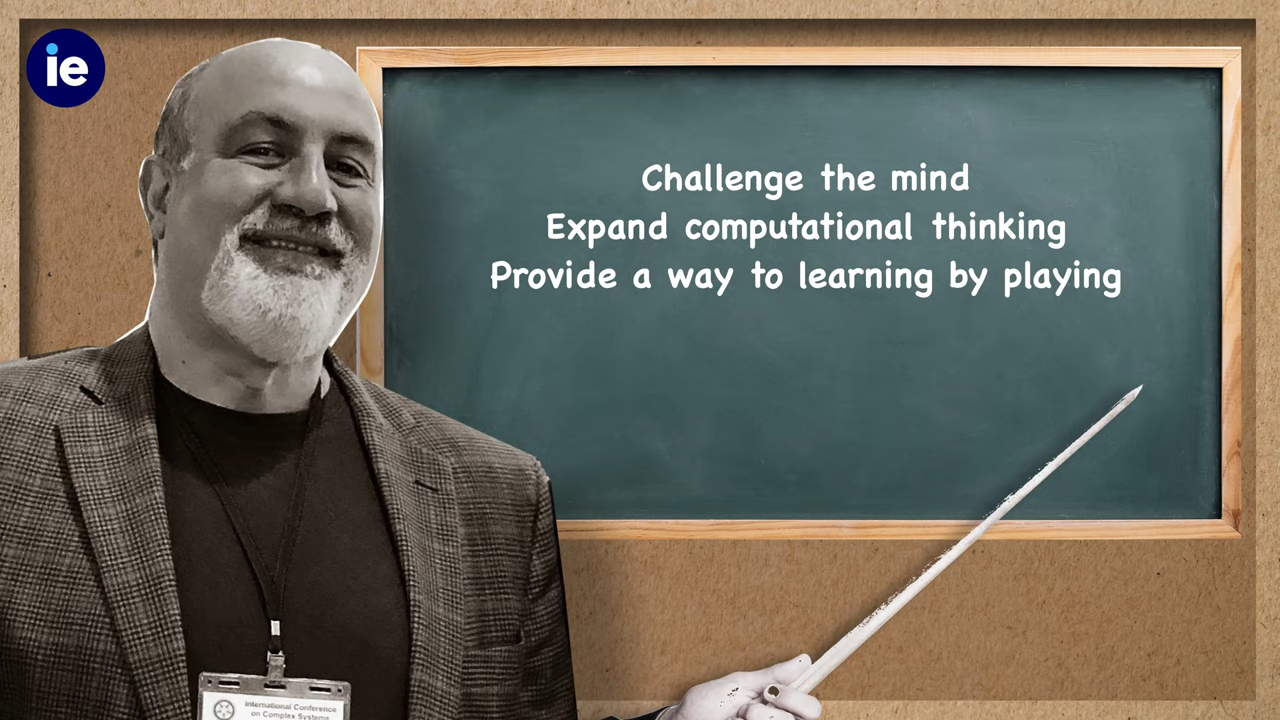 ie
Challenge the mind
Expand computational thinking
Provide a way to learning by playing
International Conference
on Complex Systems